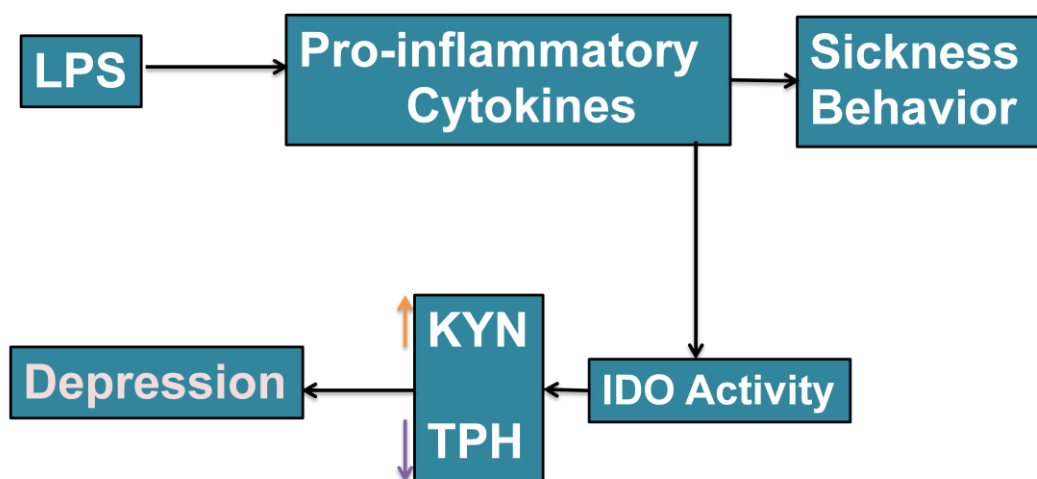 LPS
Pro-inflammatory
Cytokines
Sickness
Behavior
KYN
TPH
Depression
IDO Activity